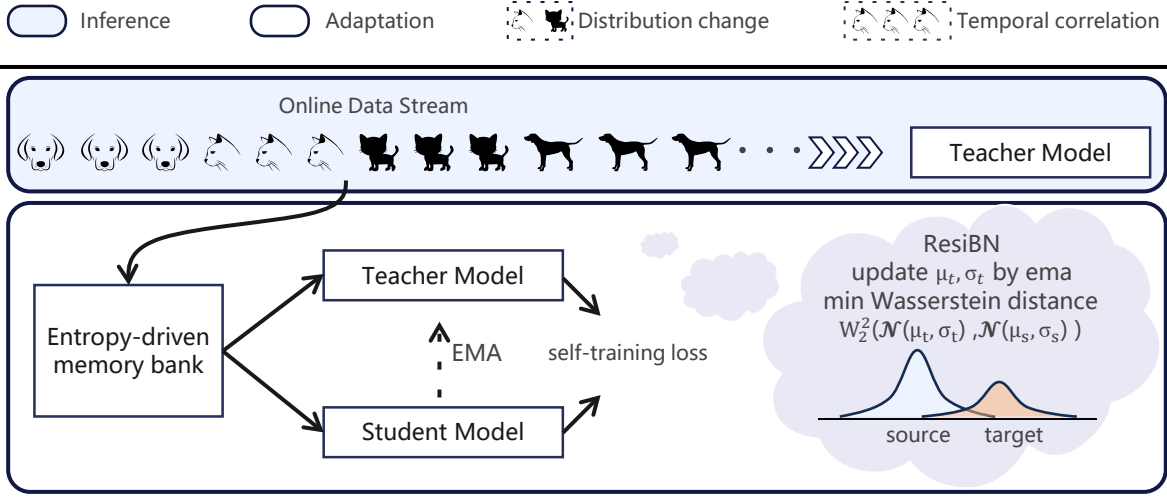 Inference
Adaptation
Distribution change
Temporal correlation
Online Data Stream
Teacher Model
Entropy-driven
memory bank
Teacher Model
EMA
self-training loss
Student Model
ResiBN
update μₜ, σₜ by ema
min Wasserstein distance
W₂²(𝒩(μₜ, σₜ) ,𝒩(μₛ, σₛ) )
source
target